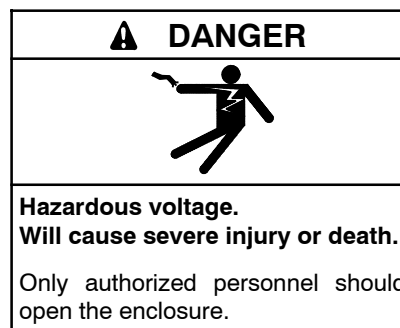 DANGER
Hazardous voltage.
Will cause severe injury or death.
Only authorized personnel should
open the enclosure.